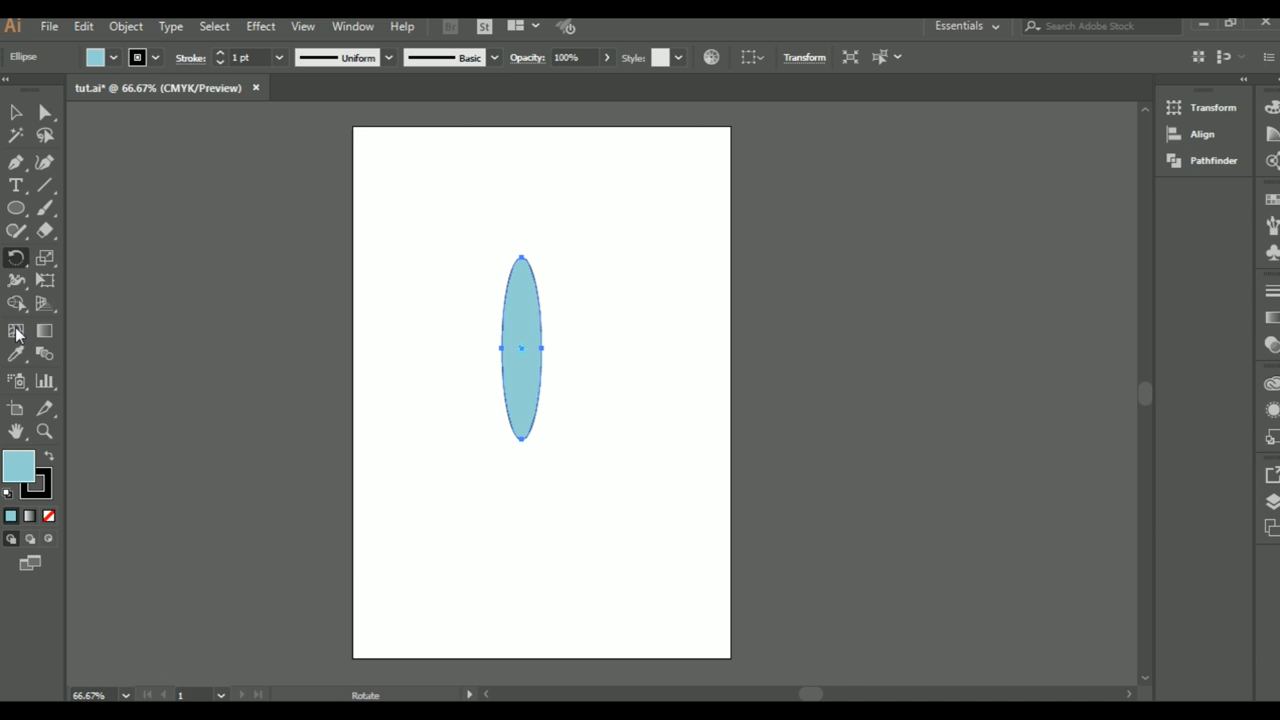 Ai File Edit Object Type Select Effect View Window Help Br St Essentials Search Adobe Stock
Ellipse Stroke: 1 pt Uniform Basic Opacity: 100% Style: Transform
tut.ai* @ 66.67% (CMYK/Preview) ×
Transform
Align
Pathfinder
T
66.67% 1 Rotate